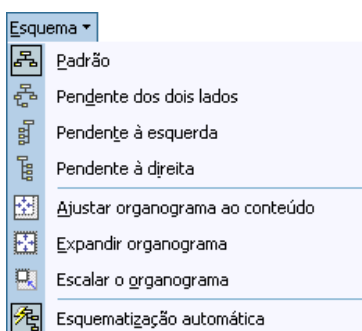 Esquema
Padrão
Pendente dos dois lados
Pendente à esquerda
Pendente à direita
Ajustar organograma ao conteúdo
Expandir organograma
Escalar o organograma
Esquematização automática